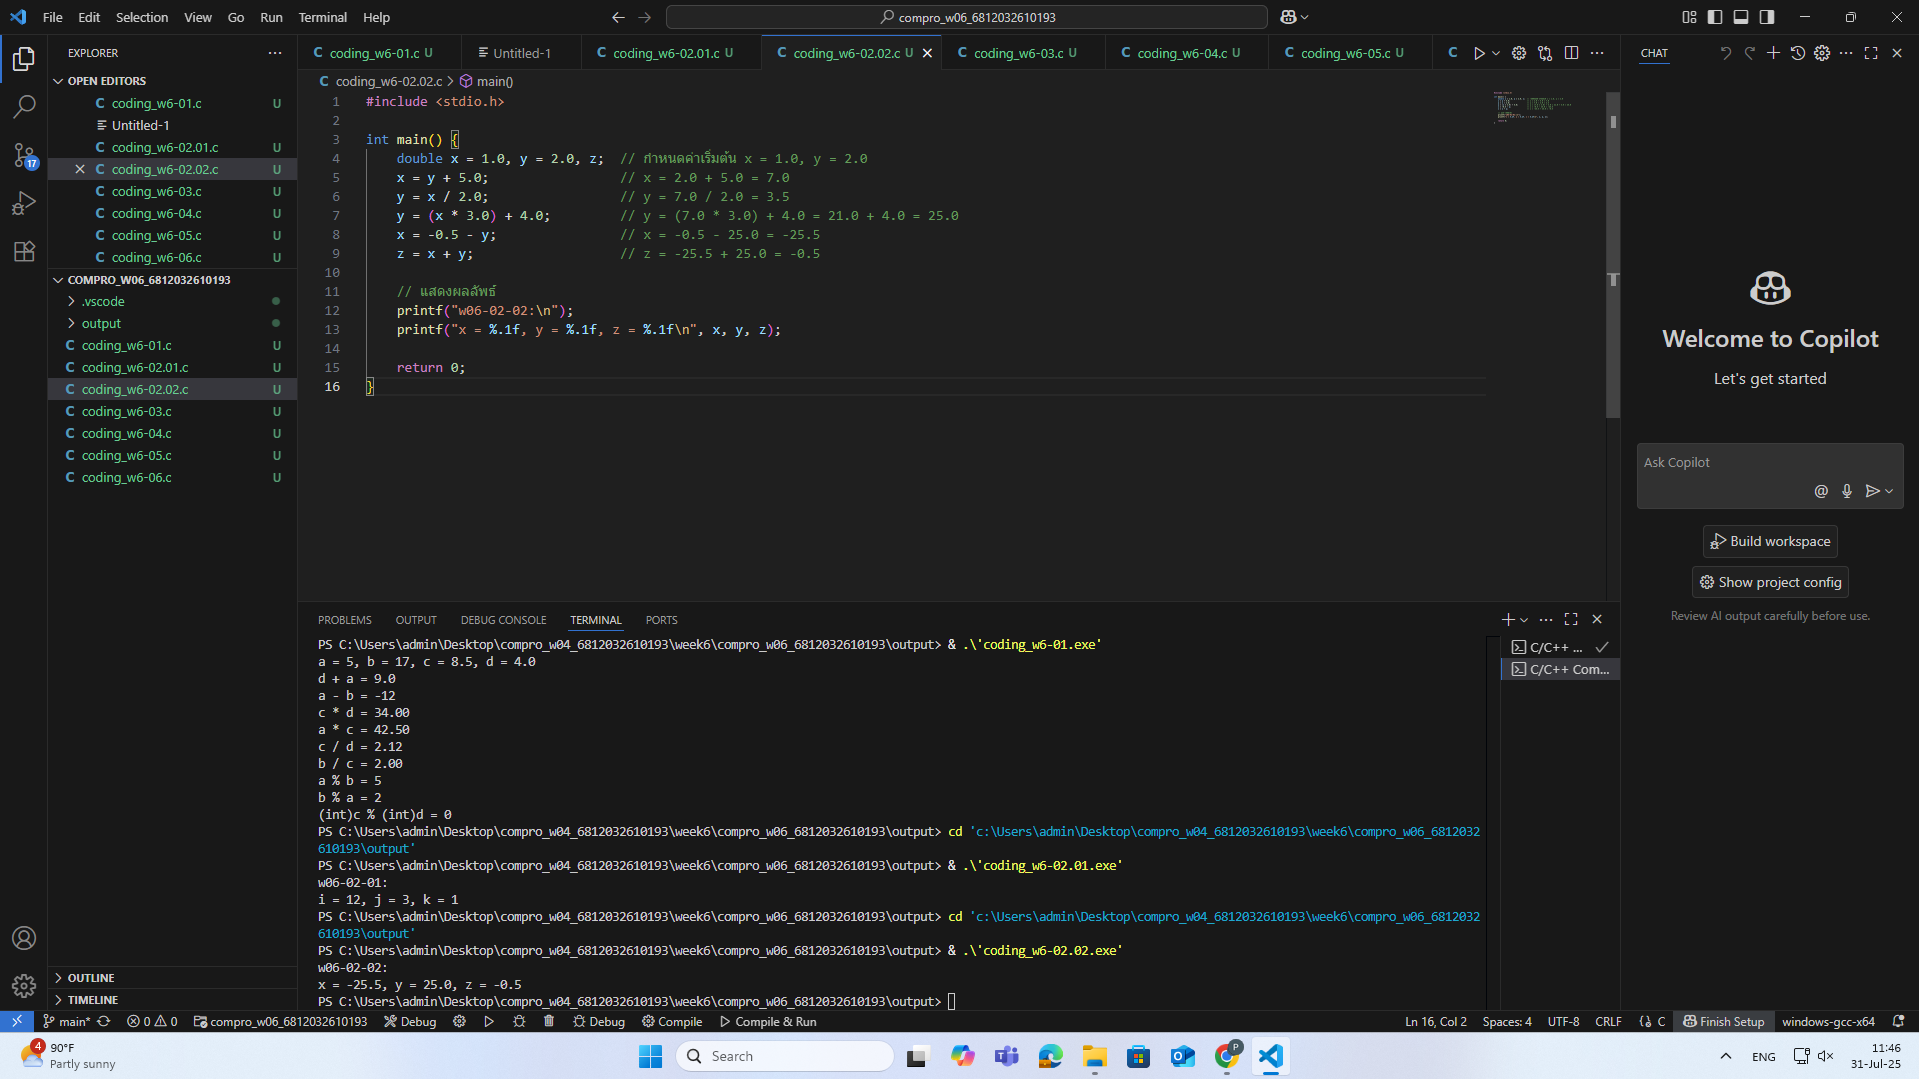 File Edit Selection View Go Run Terminal Help
compro_w06_6812032610193
EXPLORER
OPEN EDITORS
coding_w6-01.c U
Untitled-1
coding_w6-02.01.c U
coding_w6-02.02.c U
coding_w6-03.c U
coding_w6-04.c U
coding_w6-05.c U
coding_w6-06.c U
COMPRO_W06_6812032610193
.vscode
output
C coding_w6-01.c U
C coding_w6-02.01.c U
C coding_w6-02.02.c U
C coding_w6-03.c U
C coding_w6-04.c U
C coding_w6-05.c U
C coding_w6-06.c U
OUTLINE
TIMELINE
C coding_w6-01.c U Untitled-1 C coding_w6-02.01.c U C coding_w6-02.02.c U C coding_w6-03.c U C coding_w6-04.c U C coding_w6-05.c U C
C coding_w6-02.02.c > main()
1 #include <stdio.h>
2
3 int main() {
4 double x = 1.0, y = 2.0, z; // กำหนดค่าเริ่มต้น x = 1.0, y = 2.0
5 x = y + 5.0; // x = 2.0 + 5.0 = 7.0
6 y = x / 2.0; // y = 7.0 / 2.0 = 3.5
7 y = (x * 3.0) + 4.0; // y = (7.0 * 3.0) + 4.0 = 21.0 + 4.0 = 25.0
8 x = -0.5 - y; // x = -0.5 - 25.0 = -25.5
9 z = x + y; // z = -25.5 + 25.0 = -0.5
10
11 // แสดงผลลัพธ์
12 printf("w06-02-02:\n");
13 printf("x = %.1f, y = %.1f, z = %.1f\n", x, y, z);
14
15 return 0;
16 }
PROBLEMS OUTPUT DEBUG CONSOLE TERMINAL PORTS
PS C:\Users\admin\Desktop\compro_w04_6812032610193\week6\compro_w06_6812032610193\output> & .\'coding_w6-01.exe'
a = 5, b = 17, c = 8.5, d = 4.0
d + a = 9.0
a - b = -12
c * d = 34.00
a * c = 42.50
c / d = 2.12
b / c = 2.00
a % b = 5
b % a = 2
(int)c % (int)d = 0
PS C:\Users\admin\Desktop\compro_w04_6812032610193\week6\compro_w06_6812032610193\output> cd 'c:\Users\admin\Desktop\compro_w04_6812032610193\week6\compro_w06_6812032
610193\output'
PS C:\Users\admin\Desktop\compro_w04_6812032610193\week6\compro_w06_6812032610193\output> & .\'coding_w6-02.01.exe'
w06-02-01:
i = 12, j = 3, k = 1
PS C:\Users\admin\Desktop\compro_w04_6812032610193\week6\compro_w06_6812032610193\output> cd 'c:\Users\admin\Desktop\compro_w04_6812032610193\week6\compro_w06_6812032
610193\output'
PS C:\Users\admin\Desktop\compro_w04_6812032610193\week6\compro_w06_6812032610193\output> & .\'coding_w6-02.02.exe'
w06-02-02:
x = -25.5, y = 25.0, z = -0.5
PS C:\Users\admin\Desktop\compro_w04_6812032610193\week6\compro_w06_6812032610193\output>
C/C++ ...
C/C++ Com...
CHAT
Welcome to Copilot
Let's get started
Ask Copilot
Build workspace
Show project config
Review AI output carefully before use.
17
main* 0 0 compro_w06_6812032610193 Debug Debug Compile Compile & Run
Ln 16, Col 2 Spaces: 4 UTF-8 CRLF {} C Finish Setup windows-gcc-x64
4
90°F
Partly sunny
Search
P
ENG
11:46
31-Jul-25